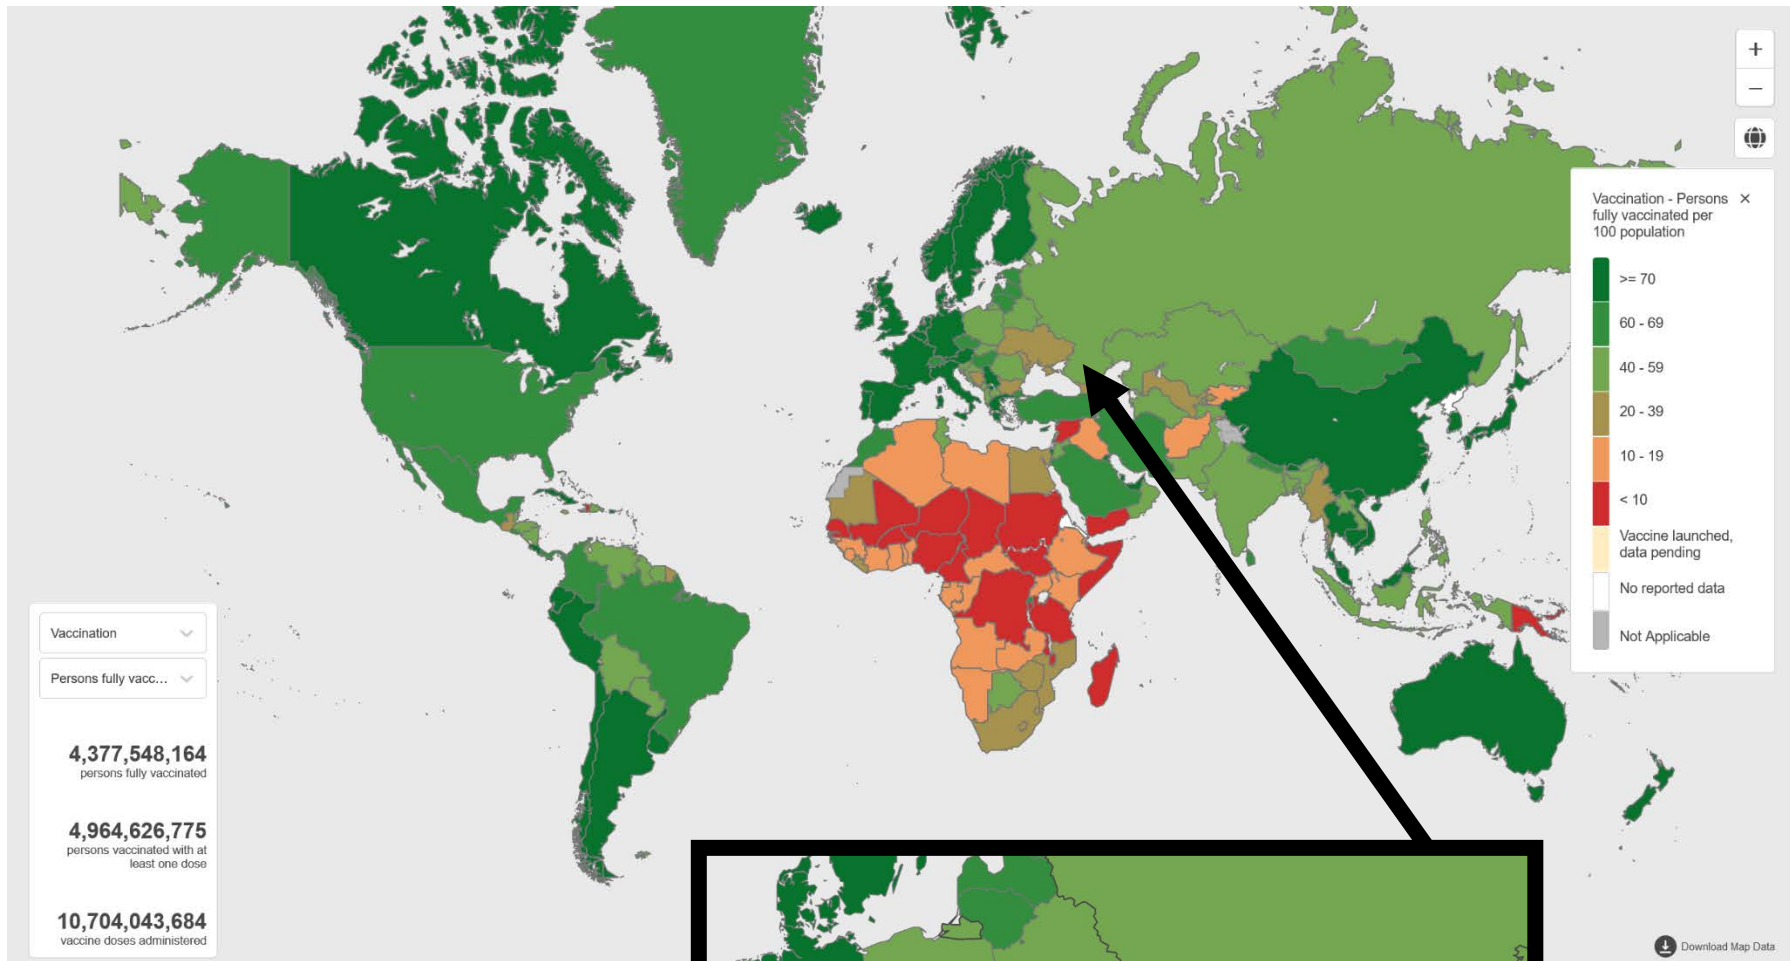 +
−
Vaccination - Persons ×
fully vaccinated per
100 population
>= 70
60 - 69
40 - 59
20 - 39
10 - 19
< 10
Vaccine launched,
data pending
No reported data
Not Applicable
Vaccination
Persons fully vacc...
4,377,548,164
persons fully vaccinated
4,964,626,775
persons vaccinated with at
least one dose
10,704,043,684
vaccine doses administered
Download Map Data